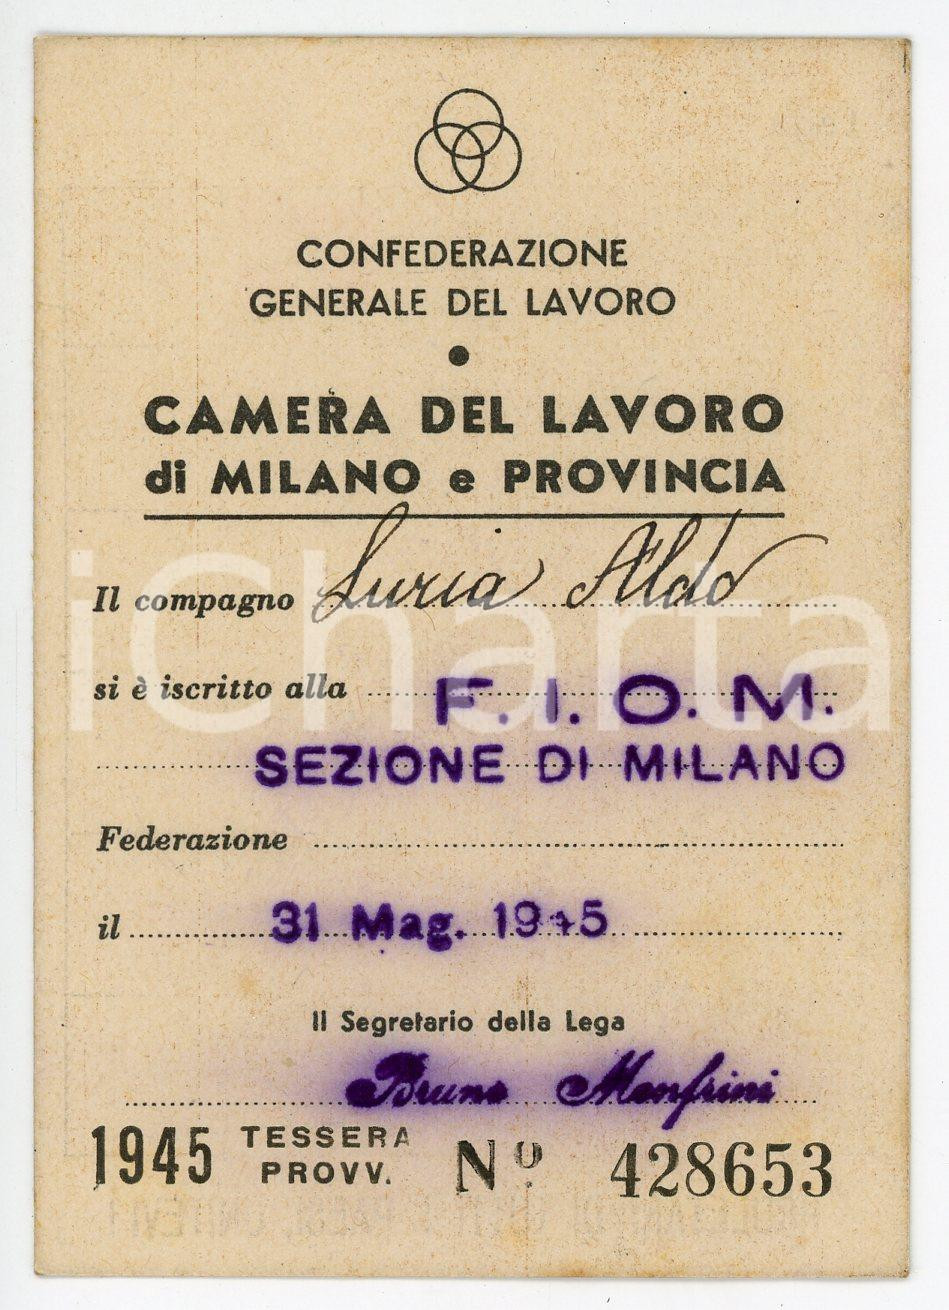 CONFEDERAZIONE
GENERALE DEL LAVORO
●
CAMERA DEL LAVORO
di MILANO e PROVINCIA
Il compagno Luria Aldo
si è iscritto alla F. I. O. M.
SEZIONE DI MILANO
Federazione
il 31 Mag. 1945
Il Segretario della Lega
Bruno Manfrini
1945 TESSERA PROVV. Nº 428653
iCharta